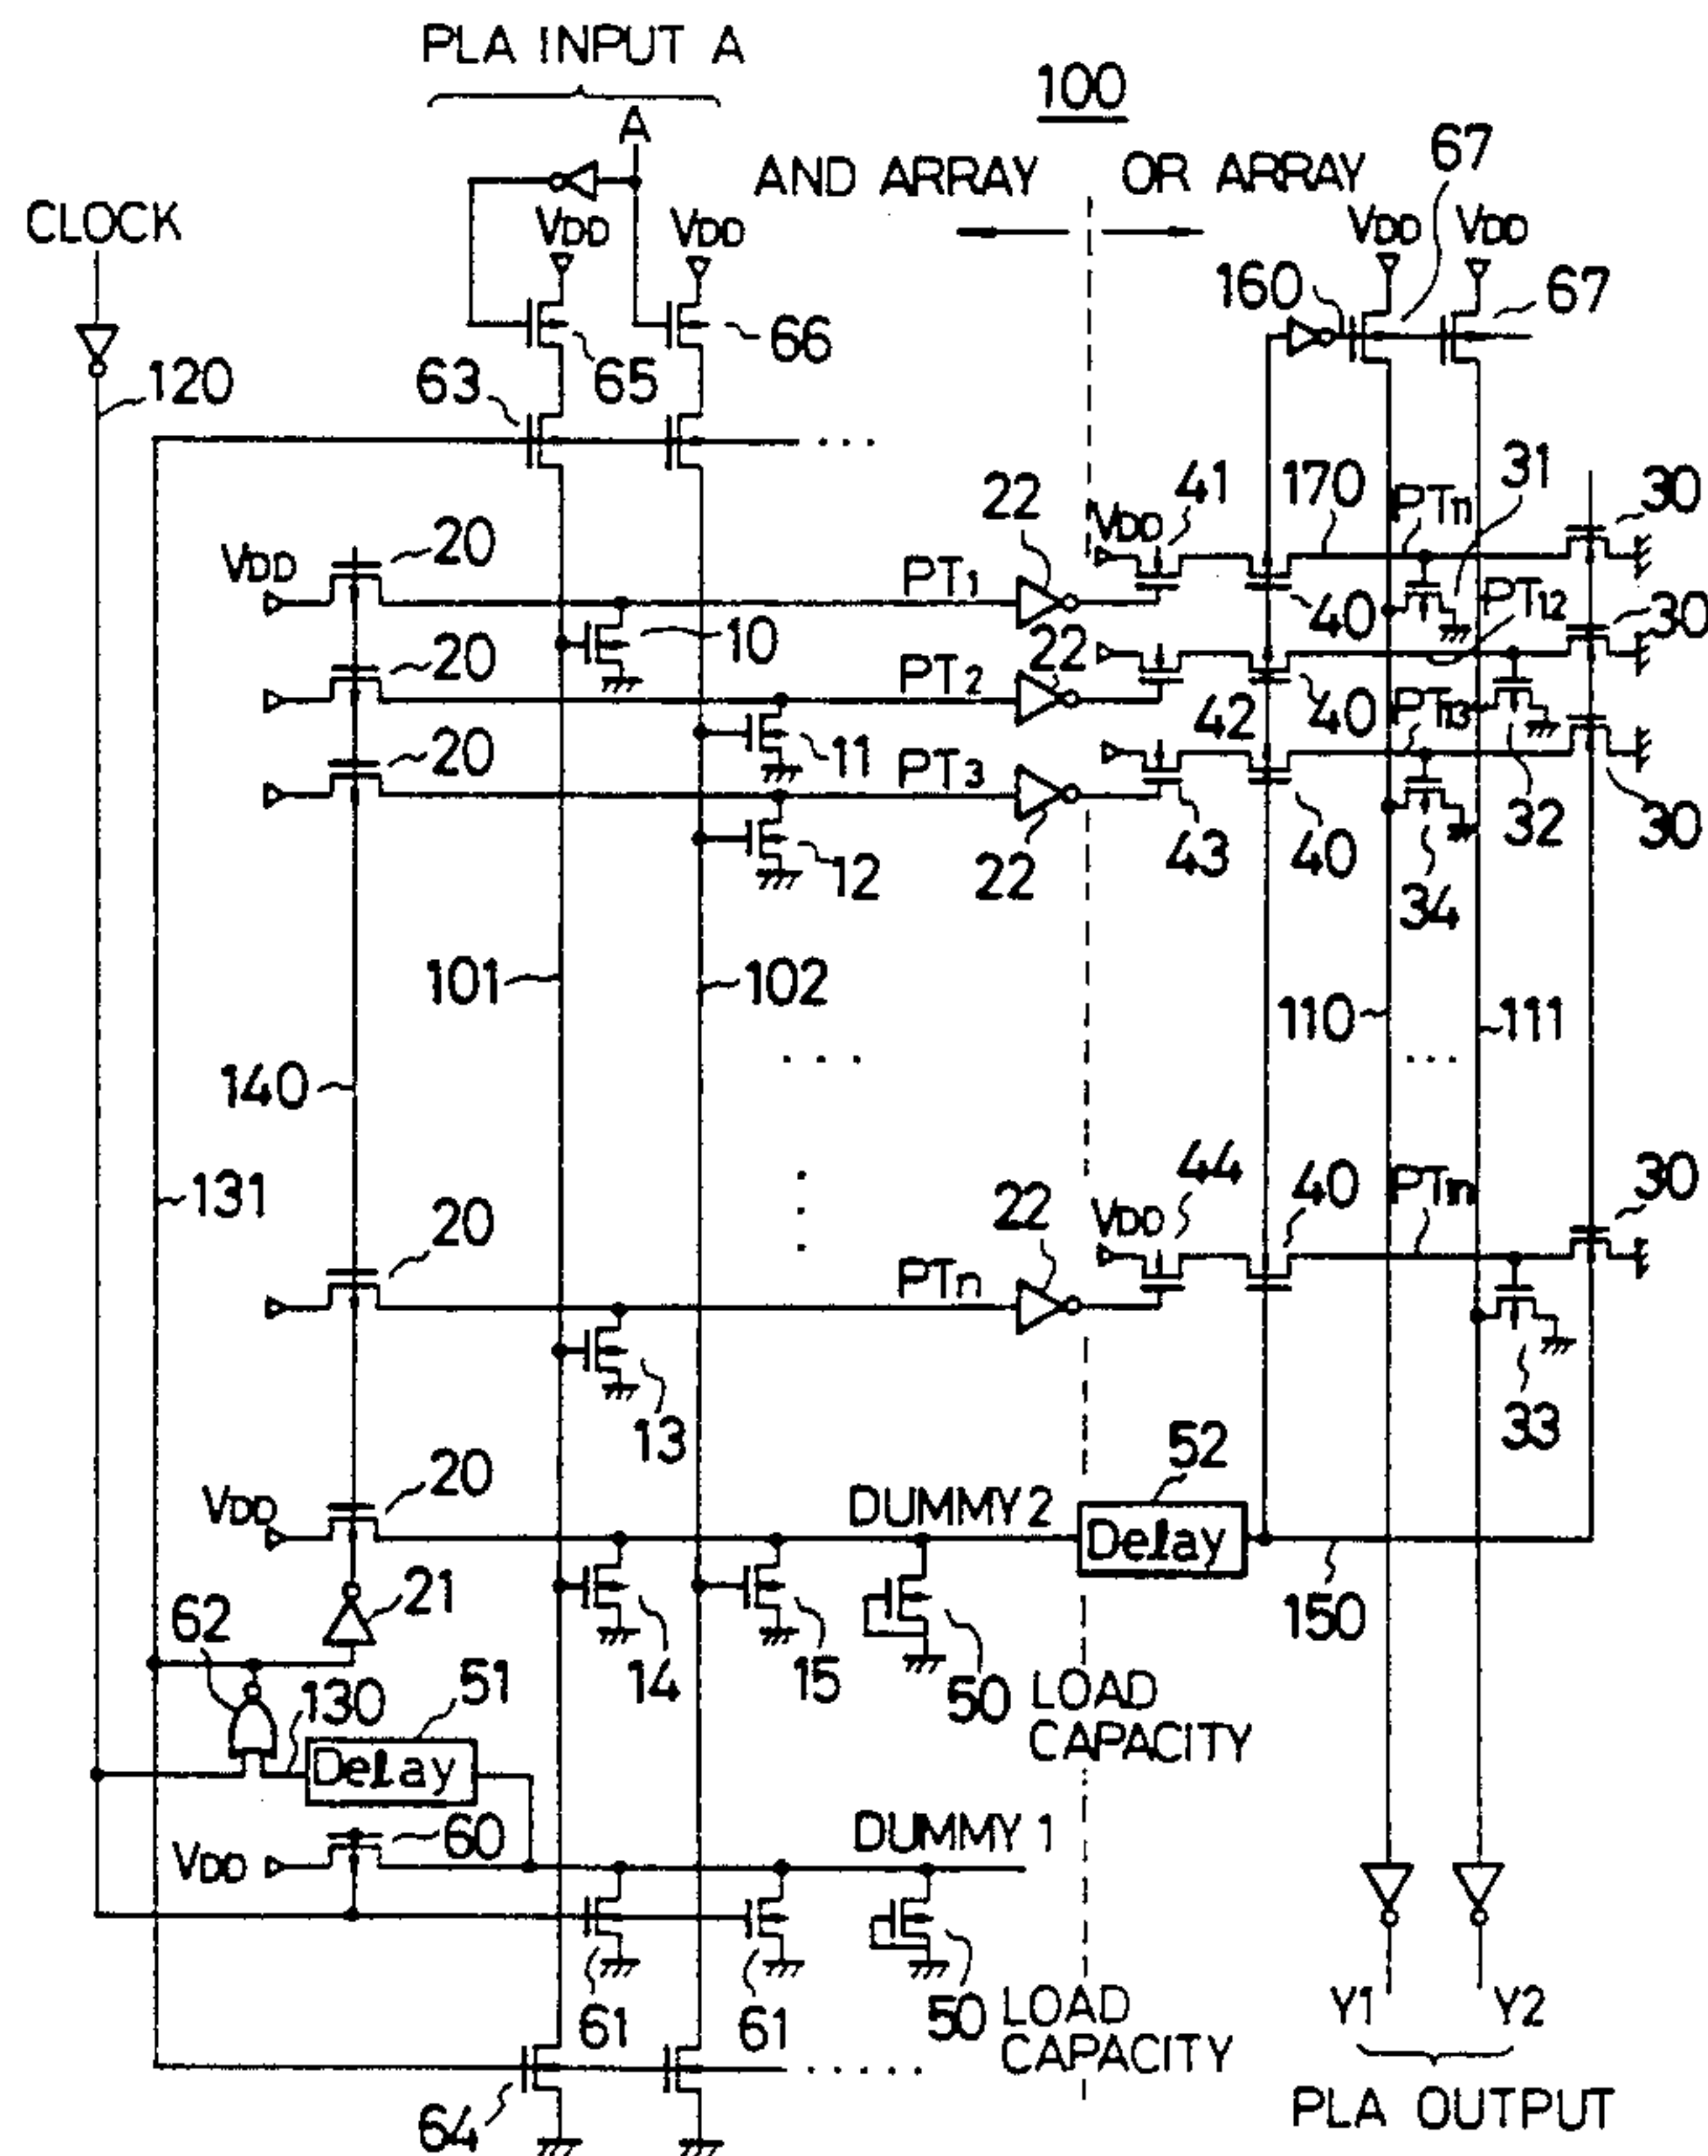 PLA INPUT A
A
100
AND ARRAY
OR ARRAY
67
CLOCK
VDD
VDD
VDD
VDD
160
67
66
65
63
120
22
41
170
PTn
31
30
VDD
20
PT1
VDD
10
40
PT12
30
20
PT2
22
42
40
PTn3
20
11
PT3
12
22
43
40
32
30
34
101
102
110
111
...
...
140
131
44
40
PTm
30
20
PTn
22
VDD
13
33
VDD
20
DUMMY 2
52
Delay
150
21
62
14
15
50
LOAD
CAPACITY
130
51
Delay
60
VDD
DUMMY 1
61
61
50
LOAD
CAPACITY
Y1
Y2
64
PLA OUTPUT